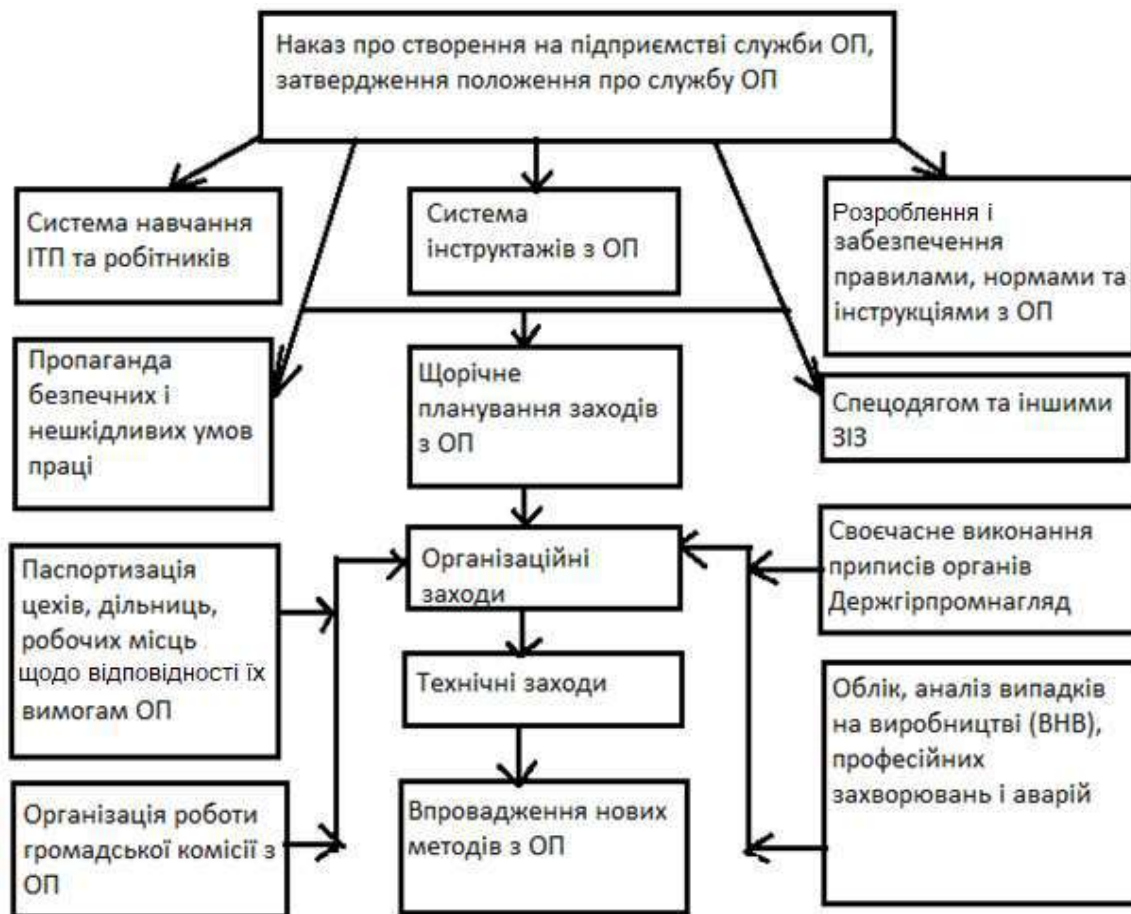 Наказ про створення на підприємстві служби ОП,
затвердження положення про службу ОП
Система навчання
ІТП та робітників
Система
інструктажів з ОП
Розроблення і
забезпечення
правилами, нормами та
інструкціями з ОП
Пропаганда
безпечних і
нешкідливих умов
праці
Щорічне
планування заходів
з ОП
Спецодягом та іншими
ЗІЗ
Паспортизація
цехів, дільниць,
робочих місць
щодо відповідності їх
вимогам ОП
Організаційні
заходи
Своєчасне виконання
приписів органів
Держгірпромнагляд
Технічні заходи
Облік, аналіз випадків
на виробництві (ВНВ),
професійних
захворювань і аварій
Організація роботи
громадської комісії з
ОП
Впровадження нових
методів з ОП